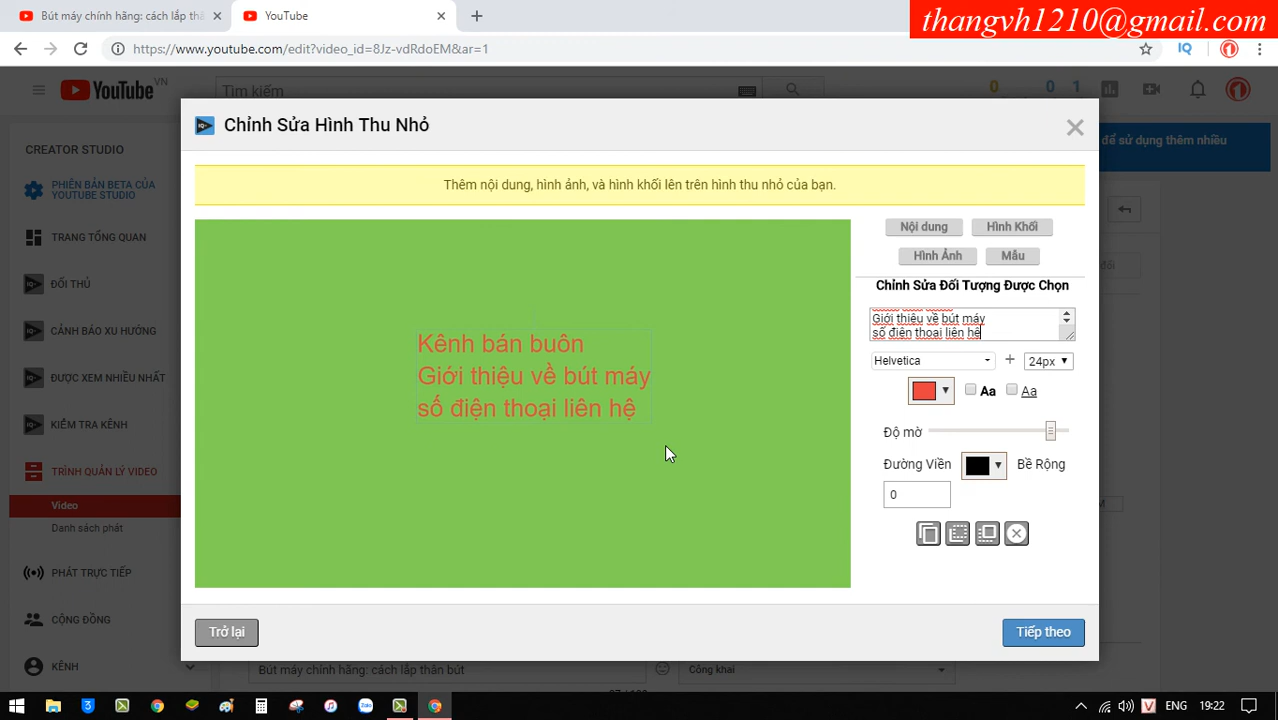 Bút máy chính hãng: cách lắp thâ
YouTube
thangvh1210@gmail.com
https://www.youtube.com/edit?video_id=8Jz-vdRdoEM&ar=1
IQ
YouTube VN
Tìm kiếm
0
0
1
Chỉnh Sửa Hình Thu Nhỏ
CREATOR STUDIO
để sử dụng thêm nhiều
Thêm nội dung, hình ảnh, và hình khối lên trên hình thu nhỏ của bạn.
PHIÊN BẢN BETA CỦA
YOUTUBE STUDIO
TRANG TỔNG QUAN
ĐỐI THỦ
CẢNH BÁO XU HƯỚNG
ĐƯỢC XEM NHIỀU NHẤT
KIỂM TRA KÊNH
TRÌNH QUẢN LÝ VIDEO
Video
Danh sách phát
PHÁT TRỰC TIẾP
CỘNG ĐỒNG
KÊNH
Kênh bán buôn
Giới thiệu về bút máy
số điện thoại liên hệ
Nội dung
Hình Khối
Hình Ảnh
Mẫu
Chỉnh Sửa Đối Tượng Được Chọn
Giới thiệu về bút máy
số điện thoại liên hệ
Helvetica
24px
Aa
Aa
Độ mờ
Đường Viền
Bề Rộng
0
Trở lại
Tiếp theo
Bút máy chính hãng: cách lắp thân bút
Công khai
ENG
19:22